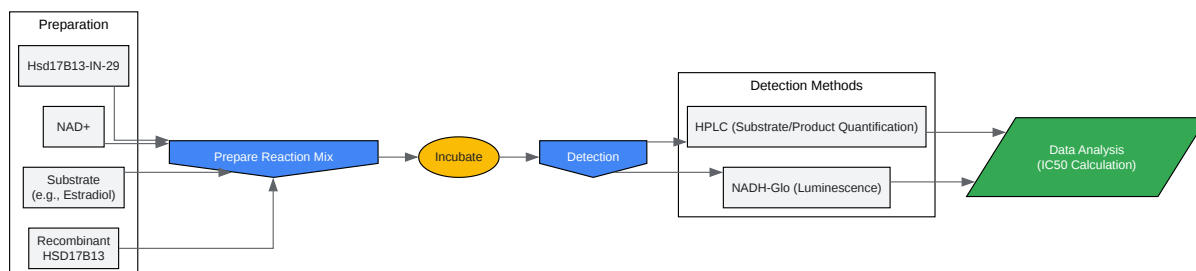 Preparation
Hsd17B13-IN-29
NAD+
Substrate
(e.g., Estradiol)
Recombinant
HSD17B13
Prepare Reaction Mix
Incubate
Detection
Detection Methods
HPLC (Substrate/Product Quantification)
NADH-Glo (Luminescence)
Data Analysis
(IC50 Calculation)